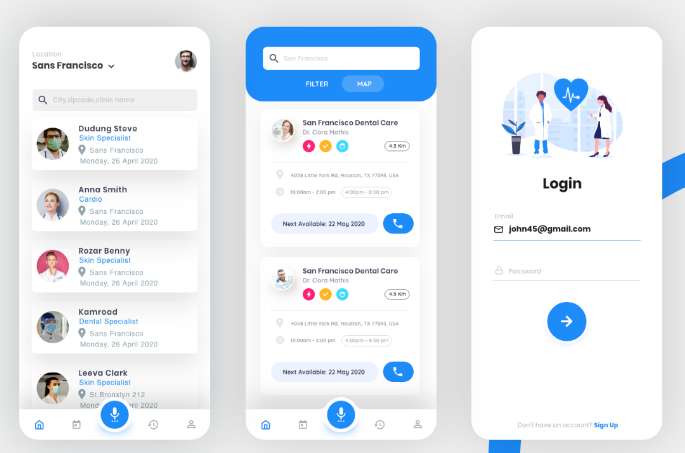 Location
Sans Francisco
City,zipcode,clinic name
Dudung Steve
Skin Specialist
Sans Francisco
Monday, 26 April 2020
Anna Smith
Cardio
Sans Francisco
Monday, 26 April 2020
Rozar Benny
Skin Specialist
Sans Francisco
Monday, 26 April 2020
Kamroad
Dental Specialist
Sans Francisco
Monday, 26 April 2020
Leeva Clark
Skin Specialist
St.Bronxlyn 212
Monday, 26 April 2020
San Francisco
FILTER
MAP
San Francisco Dental Care
Dr. Clora Mathis
4.5 Km
4058 Little York Rd, Houston, TX 77093, USA
10:00am - 2:00 pm
4:00pm - 8:00 pm
Next Available: 22 May 2020
San Francisco Dental Care
Dr. Clora Mathis
4.5 Km
4058 Little York Rd, Houston, TX 77093, USA
10:00am - 2:00 pm
4:00pm - 8:00 pm
Next Available: 22 May 2020
Login
Email
john45@gmail.com
Password
Don't have an account? Sign Up